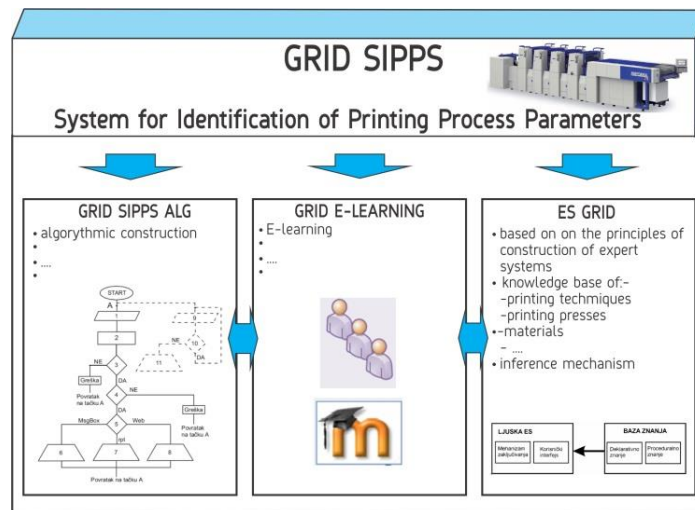 GRID SIPPS
System for Identification of Printing Process Parameters
GRID SIPPS ALG
• algorythmic construction
•
• ....
•
START
A
1
2
NE
3
Greška
DA
Povratak
na tačku A
4
NE
DA
Greška
Povratak
na tačku A
MsgBox
5
Web
rpt
6
7
8
Povratak na tačku A
9
NE
10
11
DA
GRID E-LEARNING
• E-learning
•
• ....
•
m
ES GRID
• based on on the principles of
construction of expert
systems
• knowledge base of:-
-printing techniques
-printing presses
•-materials
- ....
• inference mechanism
LJUSKA ES
Mehanizam
zaključivanja
Korisnički
interfejs
BAZA ZNANJA
Deklarativno
znanje
Proceduralno
znanje